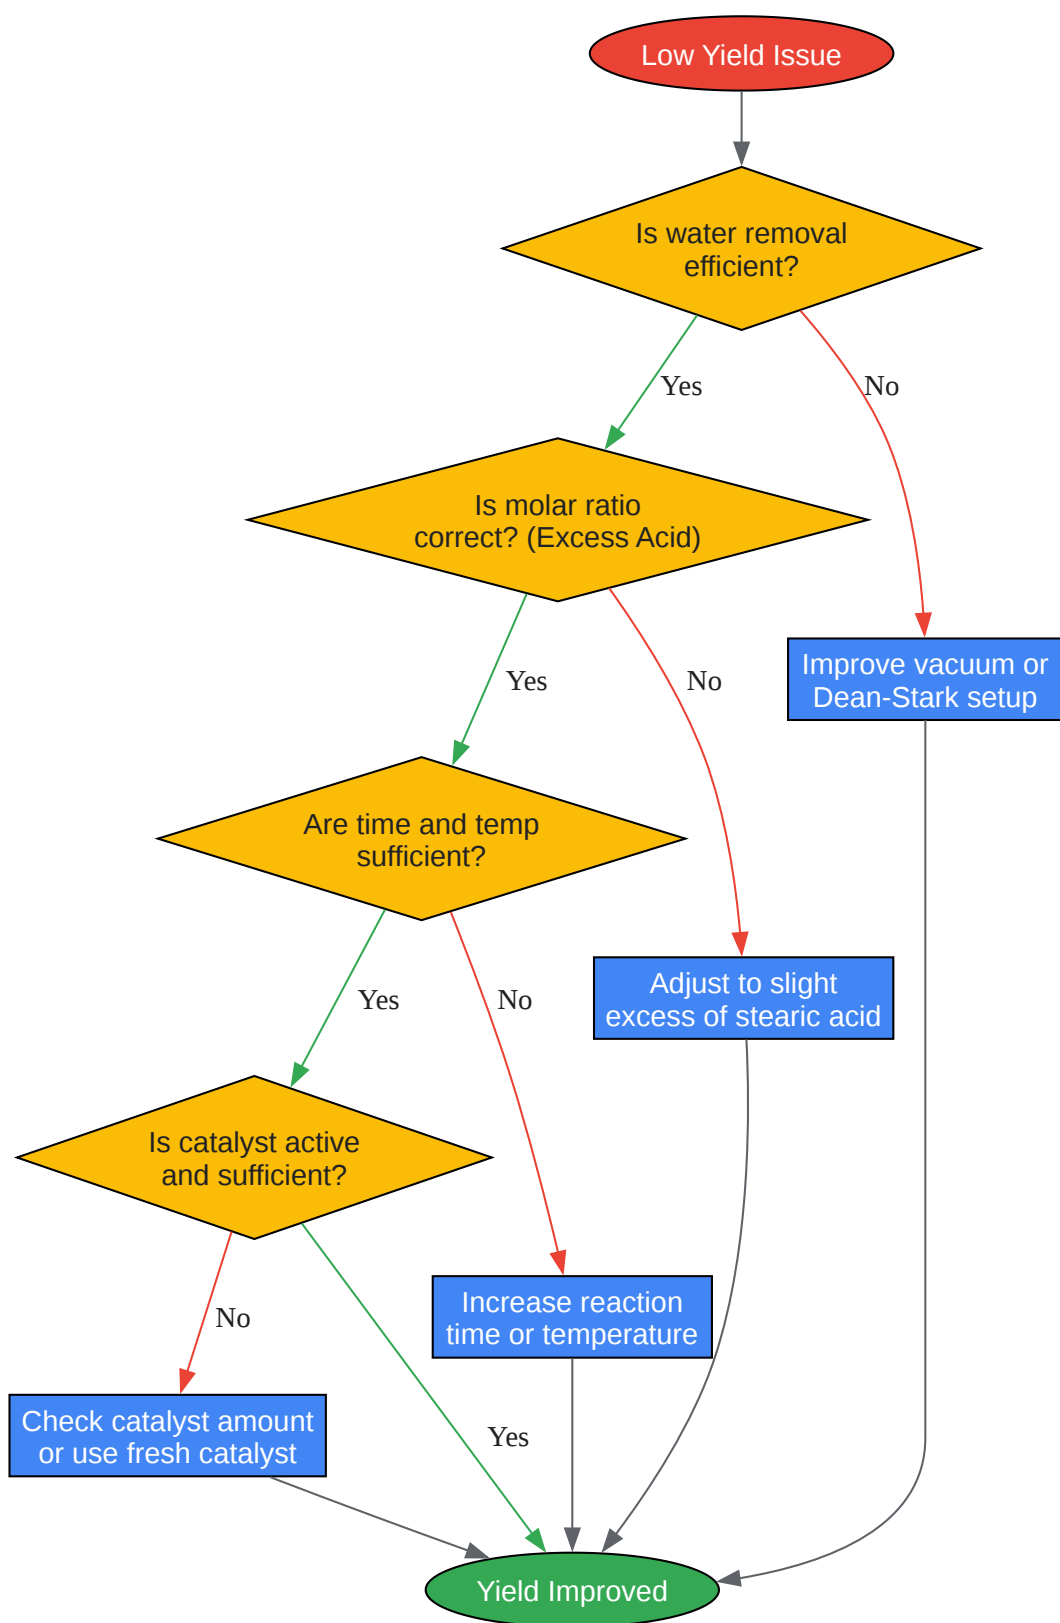 Low Yield Issue
Is water removal
efficient?
Yes
No
Is molar ratio
correct? (Excess Acid)
Yes
No
Improve vacuum or
Dean-Stark setup
Are time and temp
sufficient?
Yes
No
Adjust to slight
excess of stearic acid
Is catalyst active
and sufficient?
No
Increase reaction
time or temperature
Check catalyst amount
or use fresh catalyst
Yes
Yield Improved